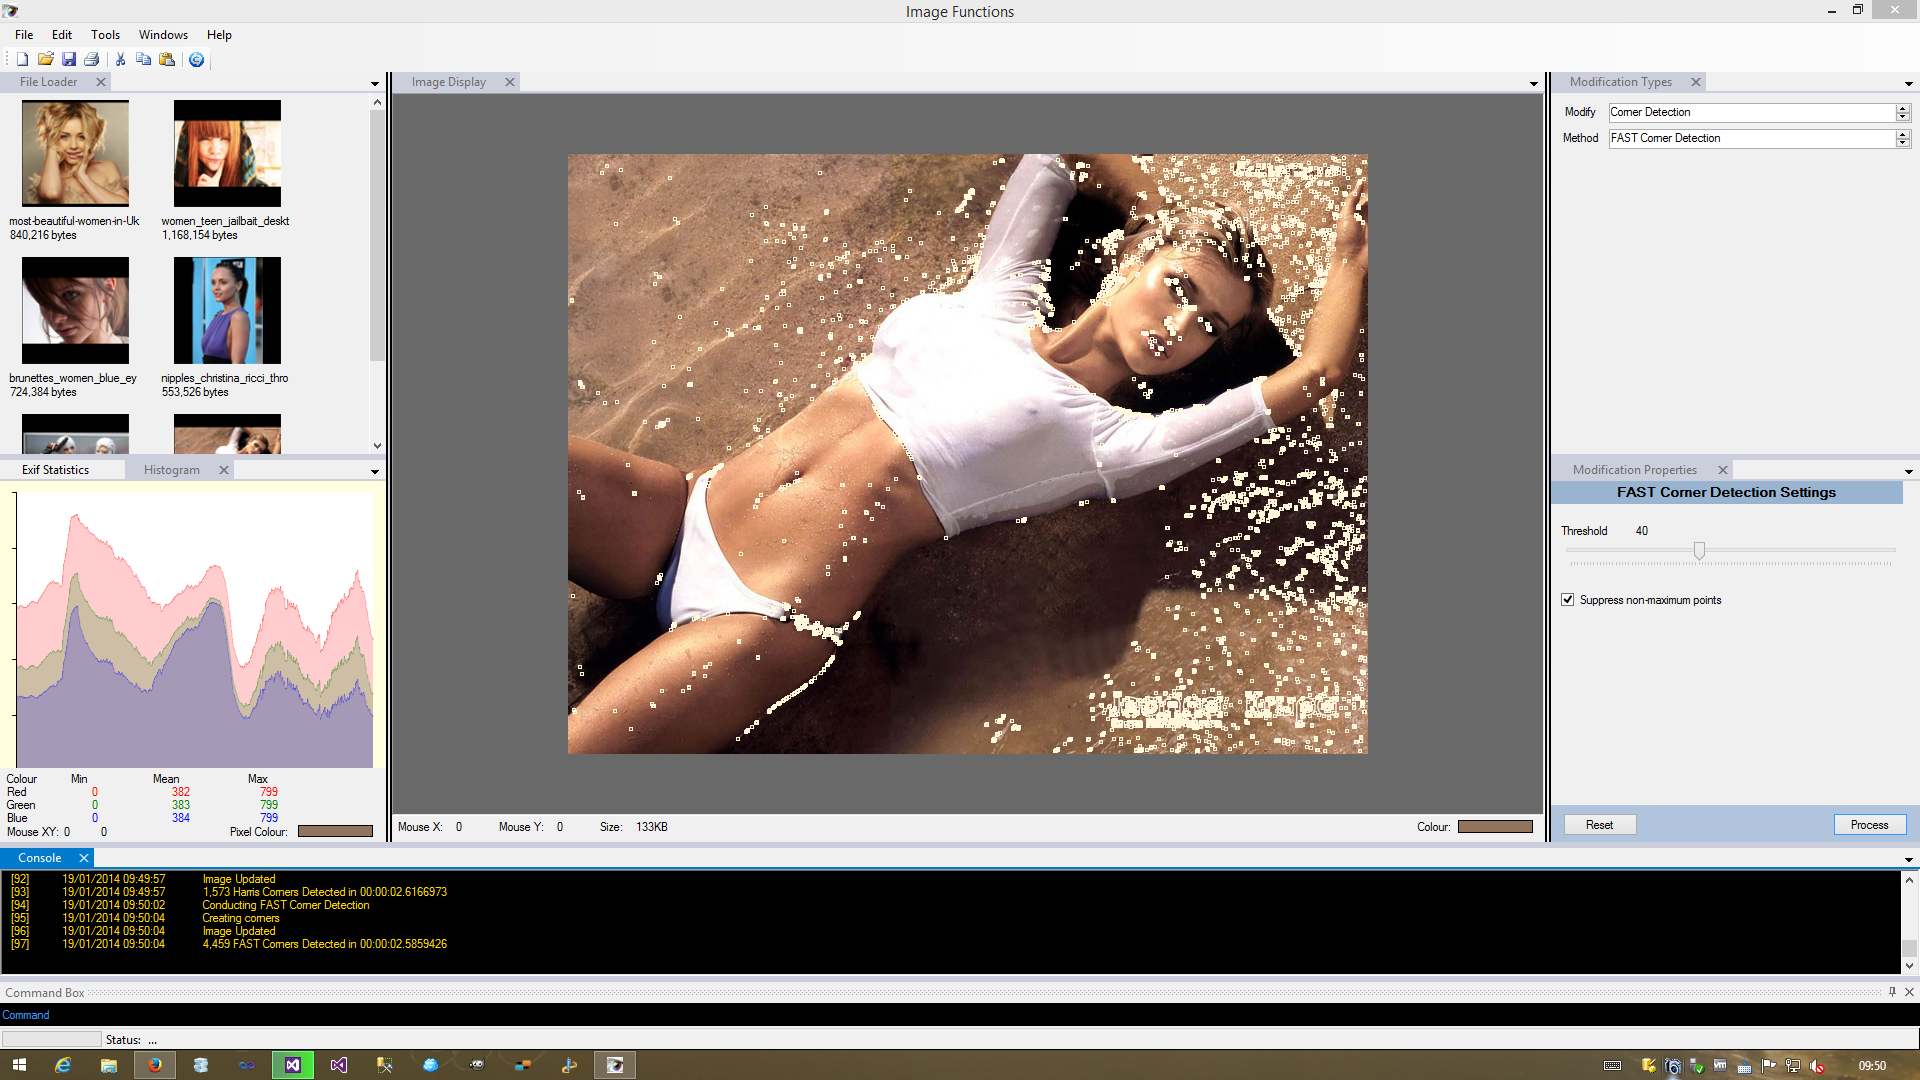 Image Functions
File Edit Tools Windows Help
File Loader
Image Display
Modification Types
most-beautiful-women-in-Uk
840,216 bytes
women_teen_jailbait_deskt
1,168,154 bytes
brunettes_women_blue_ey
724,384 bytes
nipples_christina_ricci_thro
553,526 bytes
Modify Corner Detection
Method FAST Corner Detection
Exif Statistics Histogram
Modification Properties
FAST Corner Detection Settings
Threshold 40
Suppress non-maximum points
Colour Min Mean Max
Red 0 382 799
Green 0 383 799
Blue 0 384 799
Mouse XY: 0 0 Pixel Colour:
Mouse X: 0 Mouse Y: 0 Size: 133KB Colour:
Reset Process
Console
[92] 19/01/2014 09:49:57 Image Updated
[93] 19/01/2014 09:49:57 1,573 Harris Corners Detected in 00:00:02.6166973
[94] 19/01/2014 09:50:02 Conducting FAST Corner Detection
[95] 19/01/2014 09:50:04 Creating corners
[96] 19/01/2014 09:50:04 Image Updated
[97] 19/01/2014 09:50:04 4,459 FAST Corners Detected in 00:00:02.5859426
Command Box
Command
Status: ...
09:50